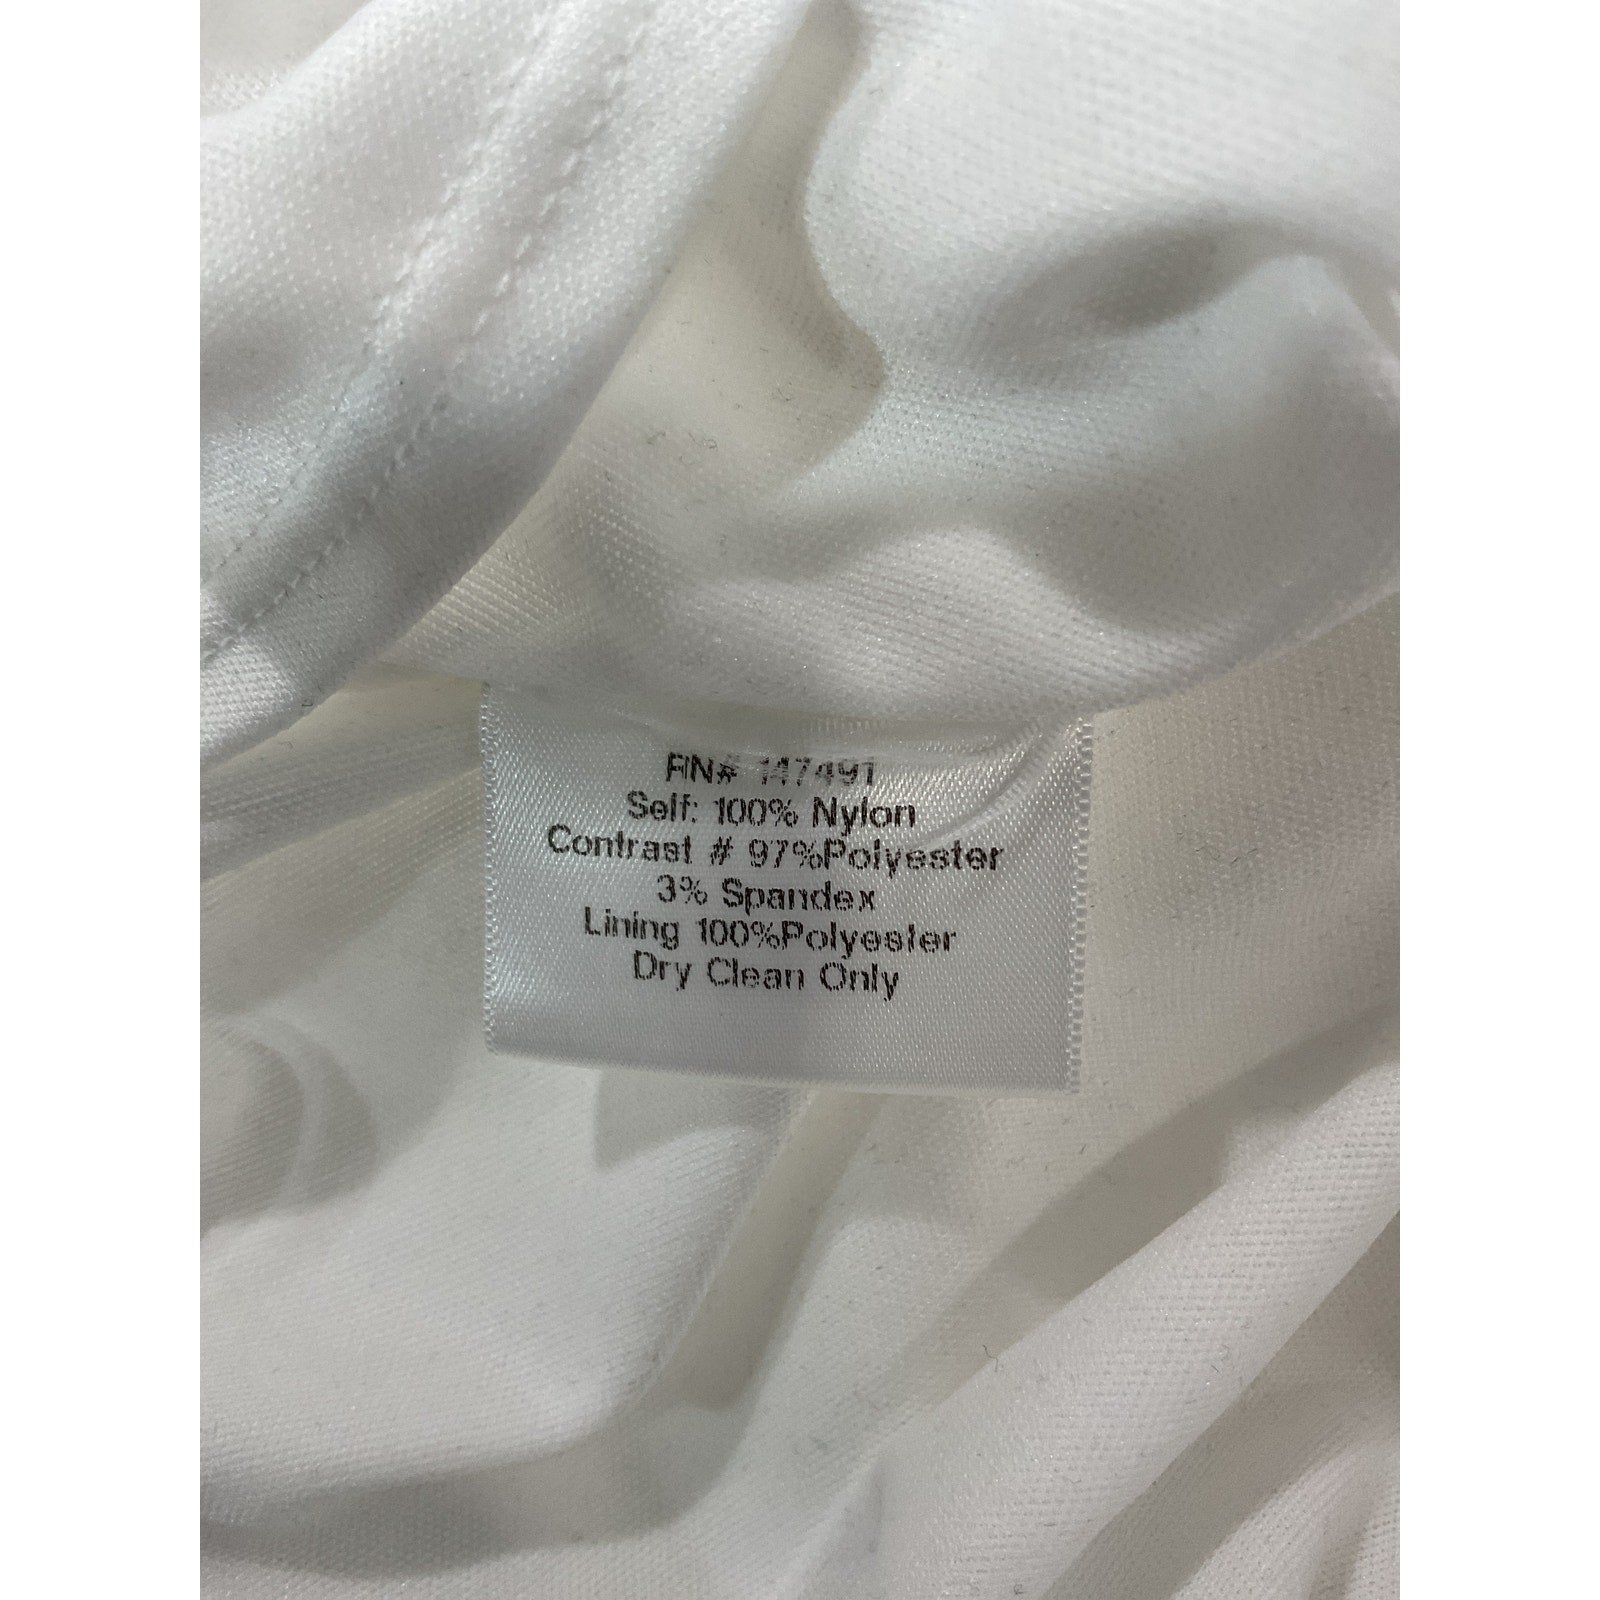 RN# 147491
Self: 100% Nylon
Contrast # 97%Polyester
3% Spandex
Lining 100%Polyester
Dry Clean Only